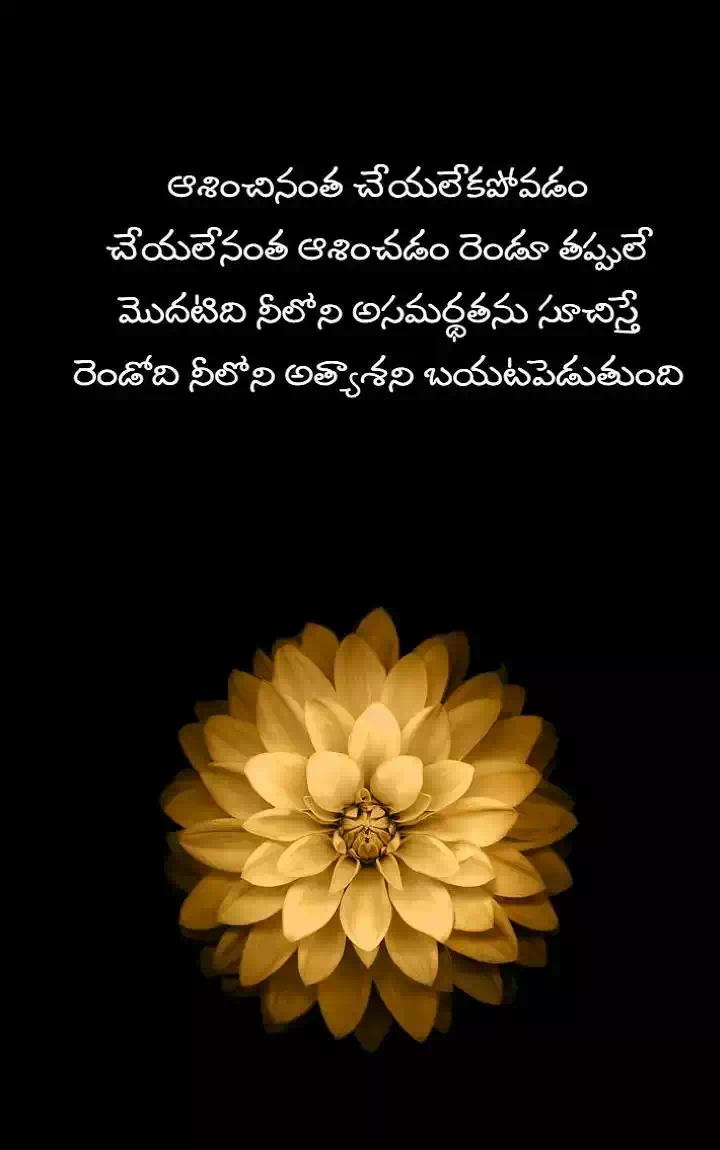 ఆశించినంత చేయలేకపోవడం
చేయలేనంత ఆశించడం రెండూ తప్పులే
మొదటిది నీలోని అసమర్థతను సూచిస్తే
రెండోది నీలోని అత్యాశని బయటపెడుతుంది